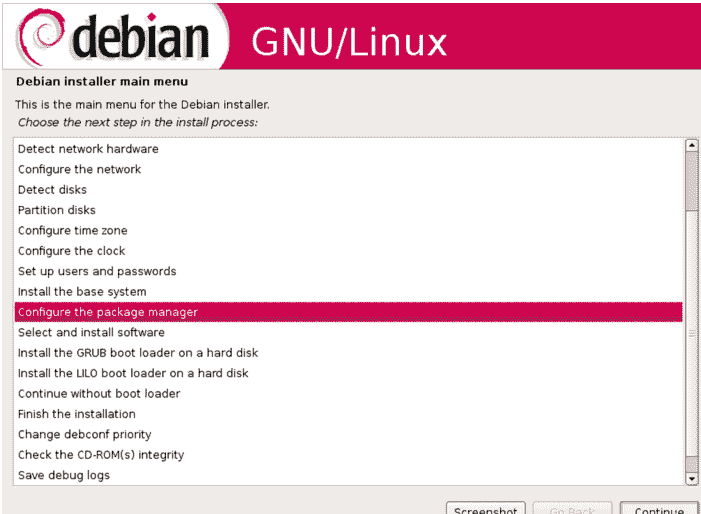 debian GNU/Linux
Debian installer main menu
This is the main menu for the Debian installer.
Choose the next step in the install process:
Detect network hardware
Configure the network
Detect disks
Partition disks
Configure time zone
Configure the clock
Set up users and passwords
Install the base system
Configure the package manager
Select and install software
Install the GRUB boot loader on a hard disk
Install the LILO boot loader on a hard disk
Continue without boot loader
Finish the installation
Change debconf priority
Check the CD-ROM(s) integrity
Save debug logs
Screenshot Go Back Continue